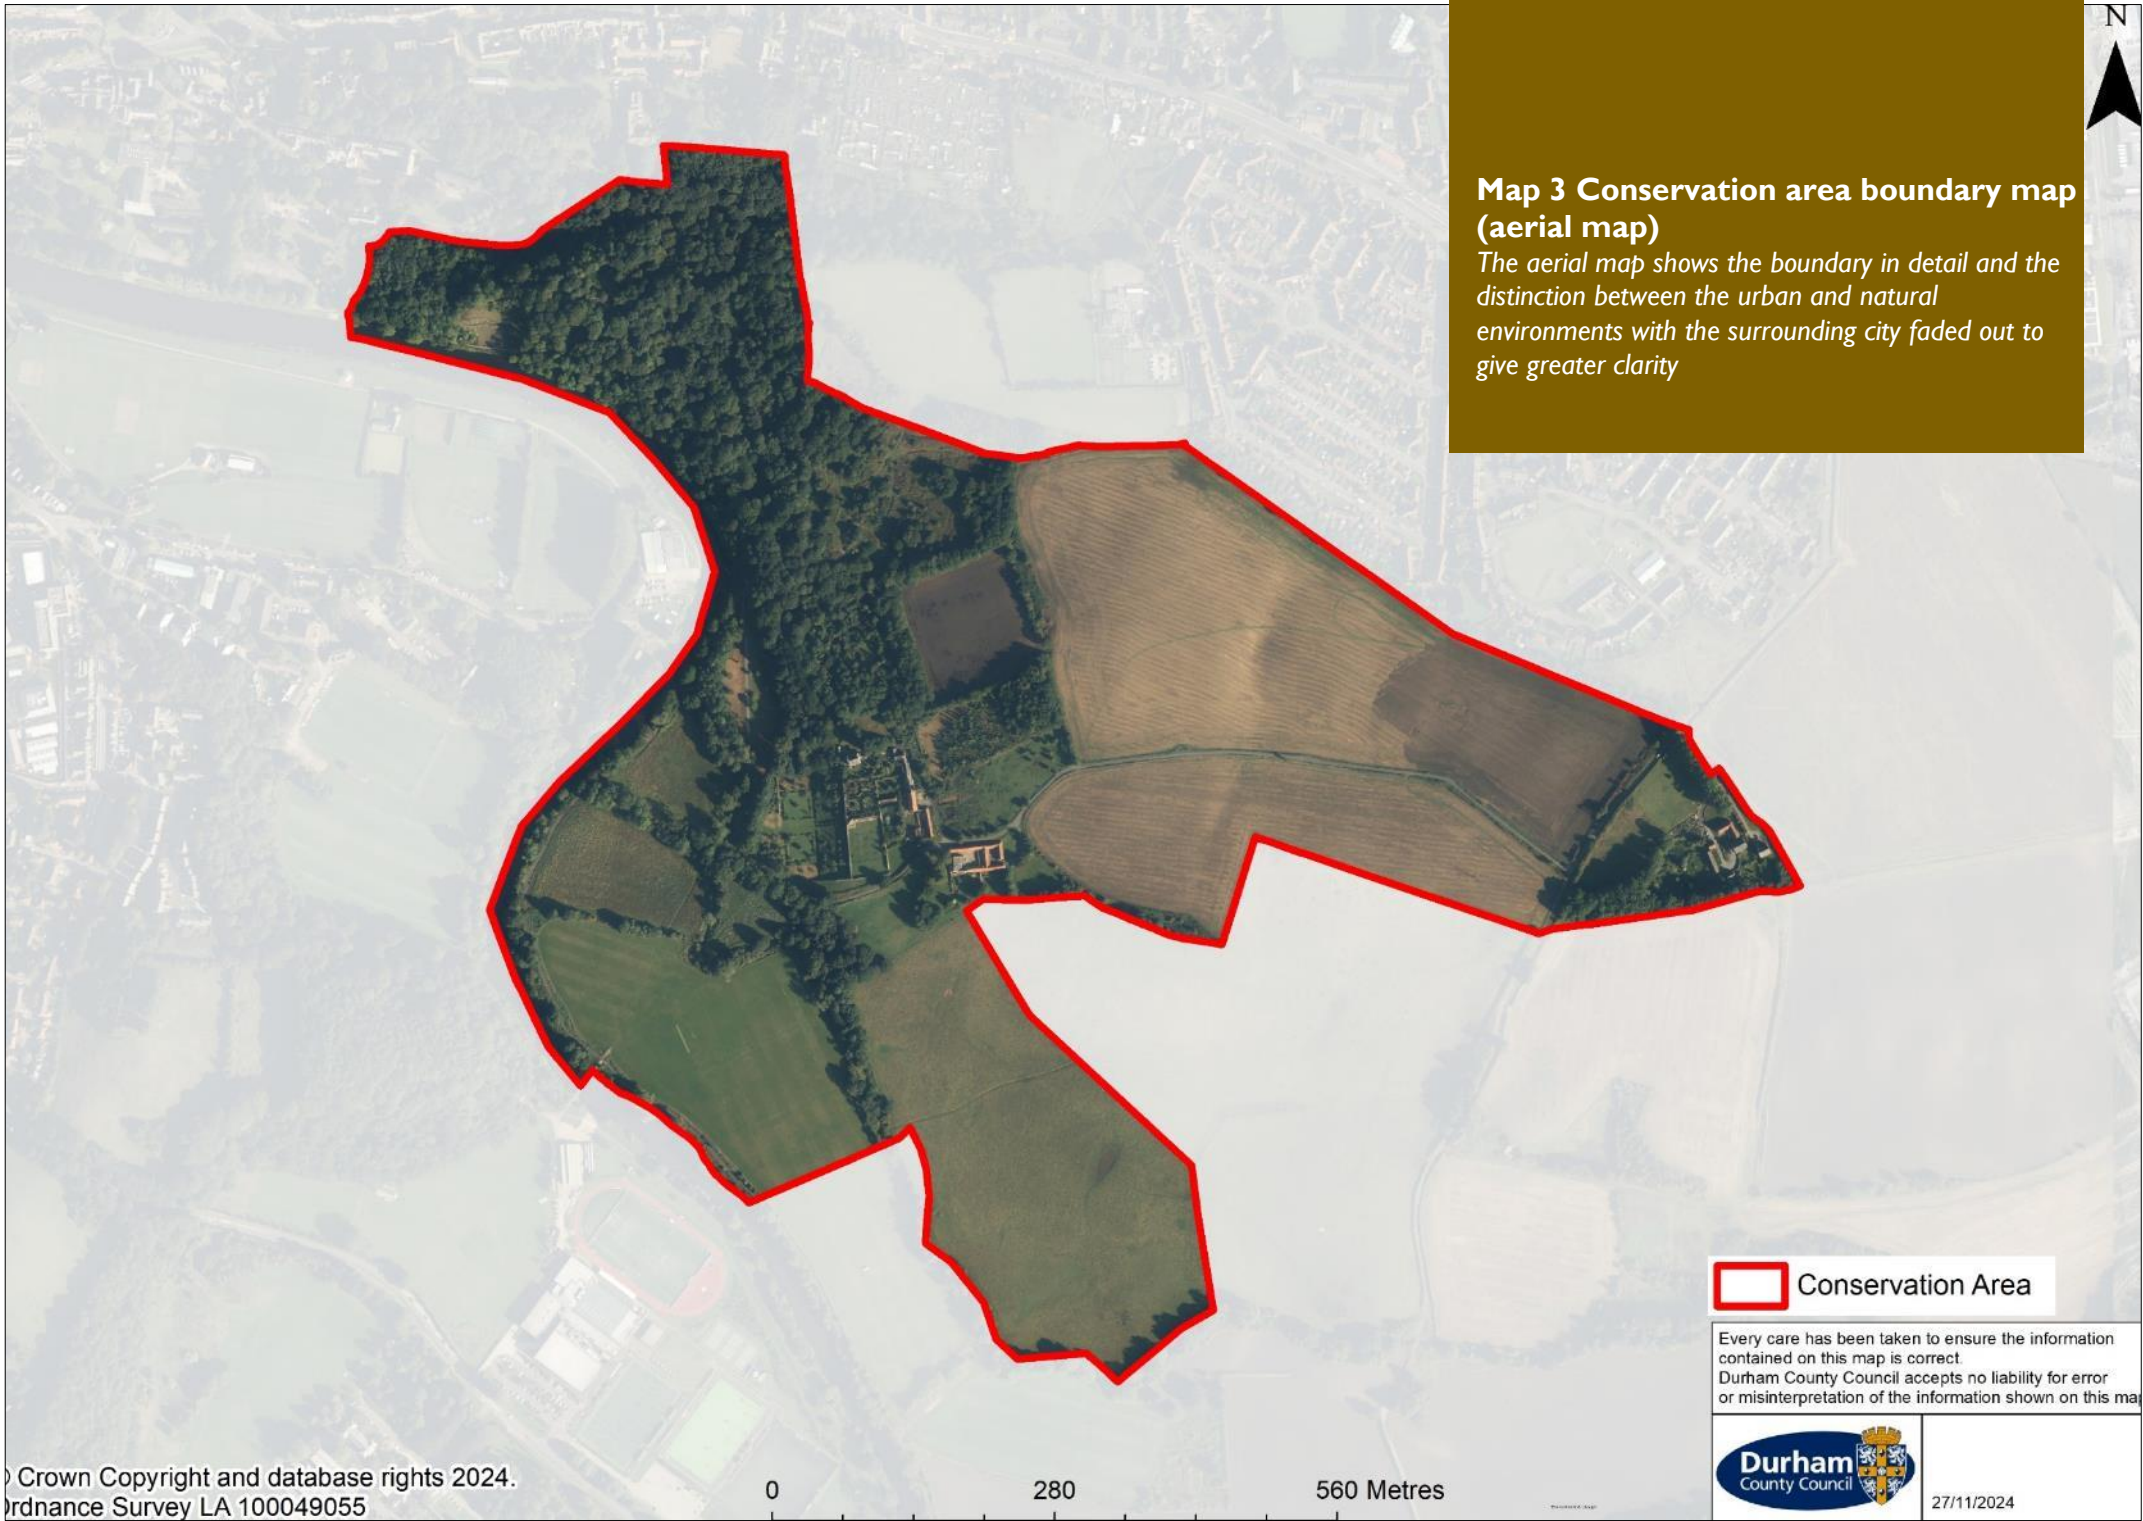 N
Map 3 Conservation area boundary map
(aerial map)
The aerial map shows the boundary in detail and the
distinction between the urban and natural
environments with the surrounding city faded out to
give greater clarity
Conservation Area
Every care has been taken to ensure the information
contained on this map is correct.
Durham County Council accepts no liability for error
or misinterpretation of the information shown on this map
Durham
County Council
27/11/2024
© Crown Copyright and database rights 2024.
Ordnance Survey LA 100049055
0 280 560 Metres